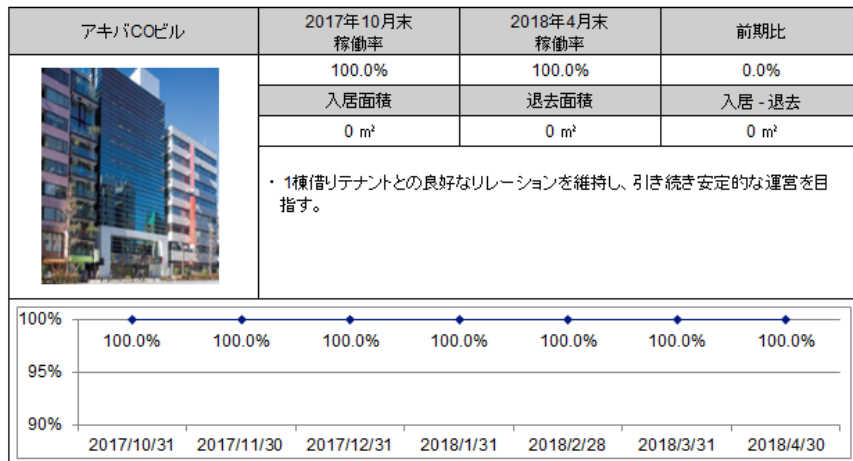 アキバCOビル
2017年10月末
稼働率
2018年4月末
稼働率
前期比
100.0%
100.0%
0.0%
入居面積
退去面積
入居 - 退去
0 ㎡
0 ㎡
0 ㎡
・ 1棟借りテナントとの良好なリレーションを維持し、引き続き安定的な運営を目
指す。
100%
95%
90%
100.0%
100.0%
100.0%
100.0%
100.0%
100.0%
100.0%
2017/10/31
2017/11/30
2017/12/31
2018/1/31
2018/2/28
2018/3/31
2018/4/30